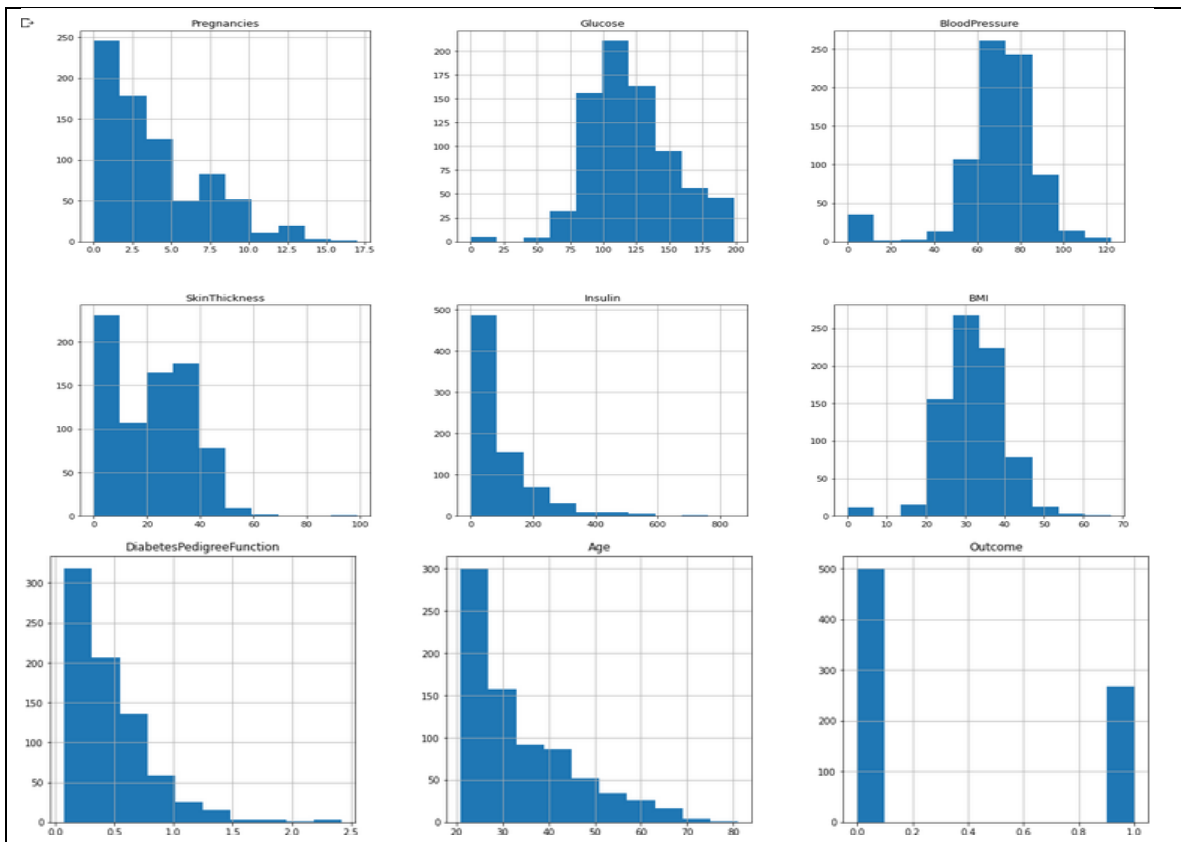 Pregnancies Glucose BloodPressure
250 200 150 100 50 0
0.0 2.5 5.0 7.5 10.0 12.5 15.0 17.5
200 175 150 125 100 75 50 25 0
0 25 50 75 100 125 150 175 200
250 200 150 100 50 0
0 20 40 60 80 100 120
SkinThickness Insulin BMI
200 150 100 50 0
0 20 40 60 80 100
500 400 300 200 100 0
0 200 400 600 800
250 200 150 100 50 0
0 10 20 30 40 50 60 70
DiabetesPedigreeFunction Age Outcome
300 250 200 150 100 50 0
0.0 0.5 1.0 1.5 2.0 2.5
300 250 200 150 100 50 0
20 30 40 50 60 70 80
500 400 300 200 100 0
0.0 0.2 0.4 0.6 0.8 1.0